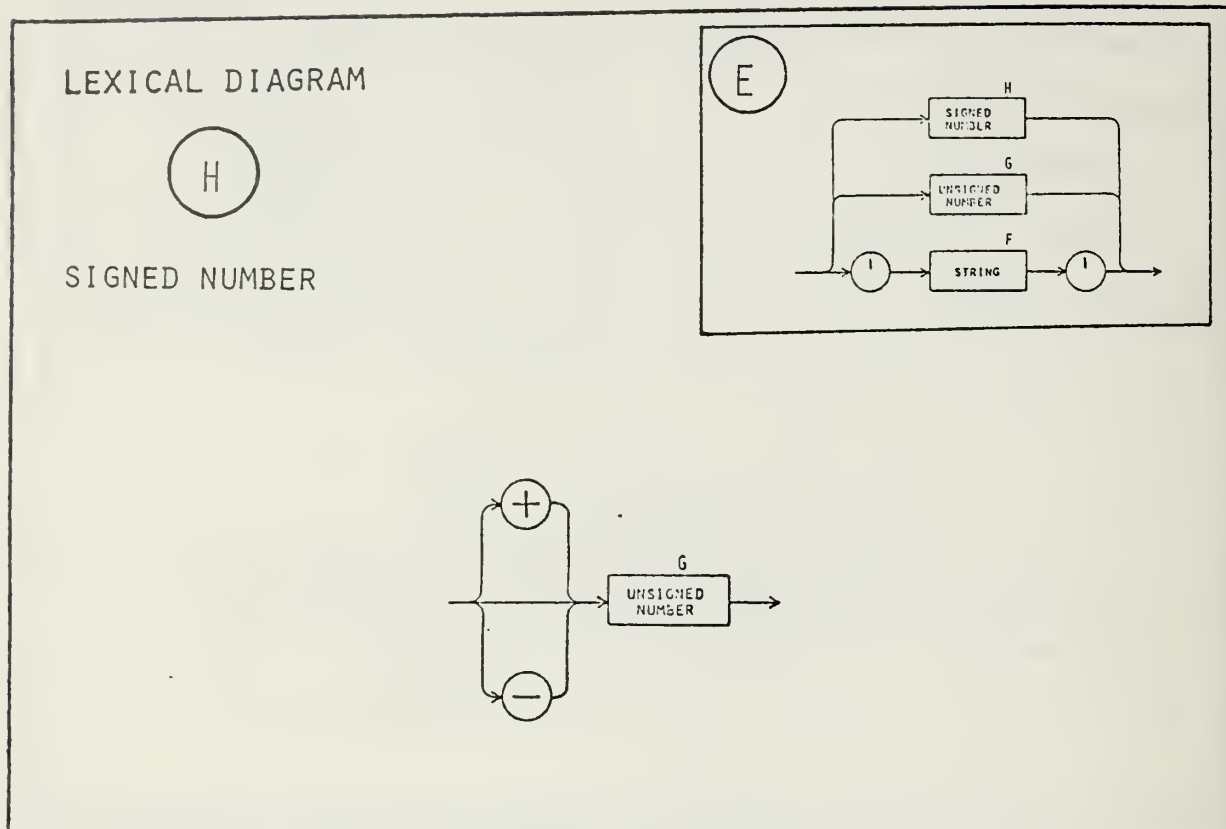 LEXICAL DIAGRAM
H
SIGNED NUMBER
E
H
SIGNED
NUMBER
G
UNSIGNED
NUMBER
F
' STRING '
+
G
UNSIGNED
NUMBER
−